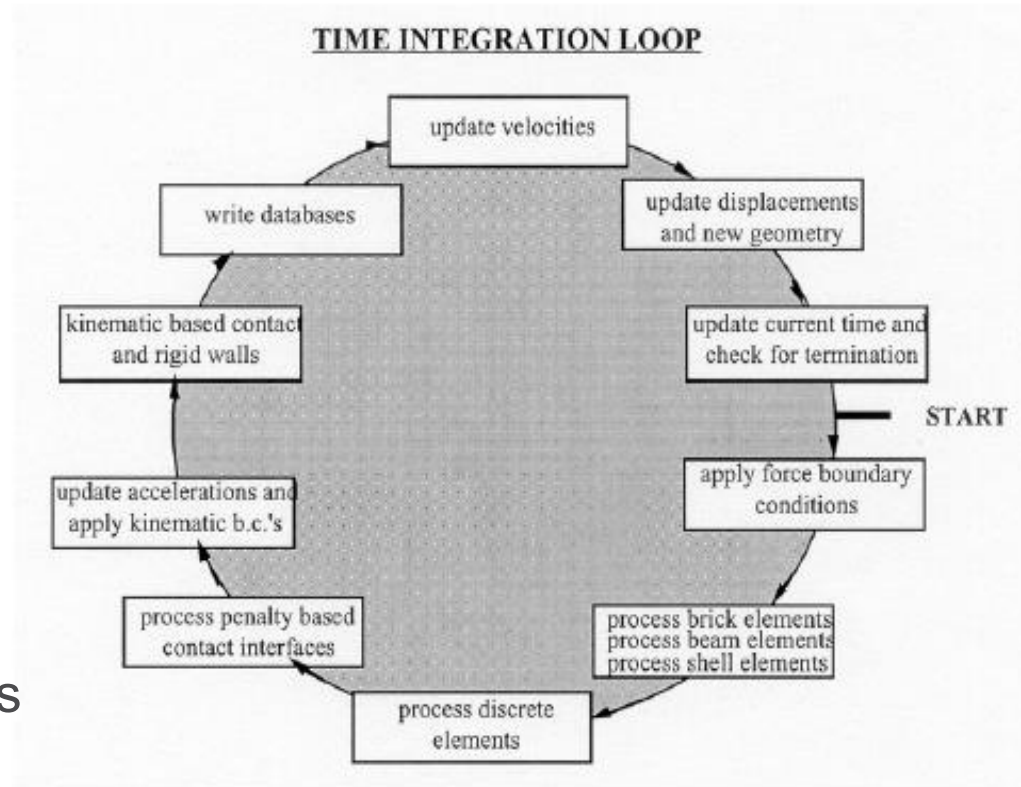 TIME INTEGRATION LOOP
update velocities
update displacements
and new geometry
update current time and
check for termination
START
apply force boundary
conditions
process brick elements
process beam elements
process shell elements
process discrete
elements
process penalty based
contact interfaces
update accelerations and
apply kinematic b.c.'s
kinematic based contact
and rigid walls
write databases
s